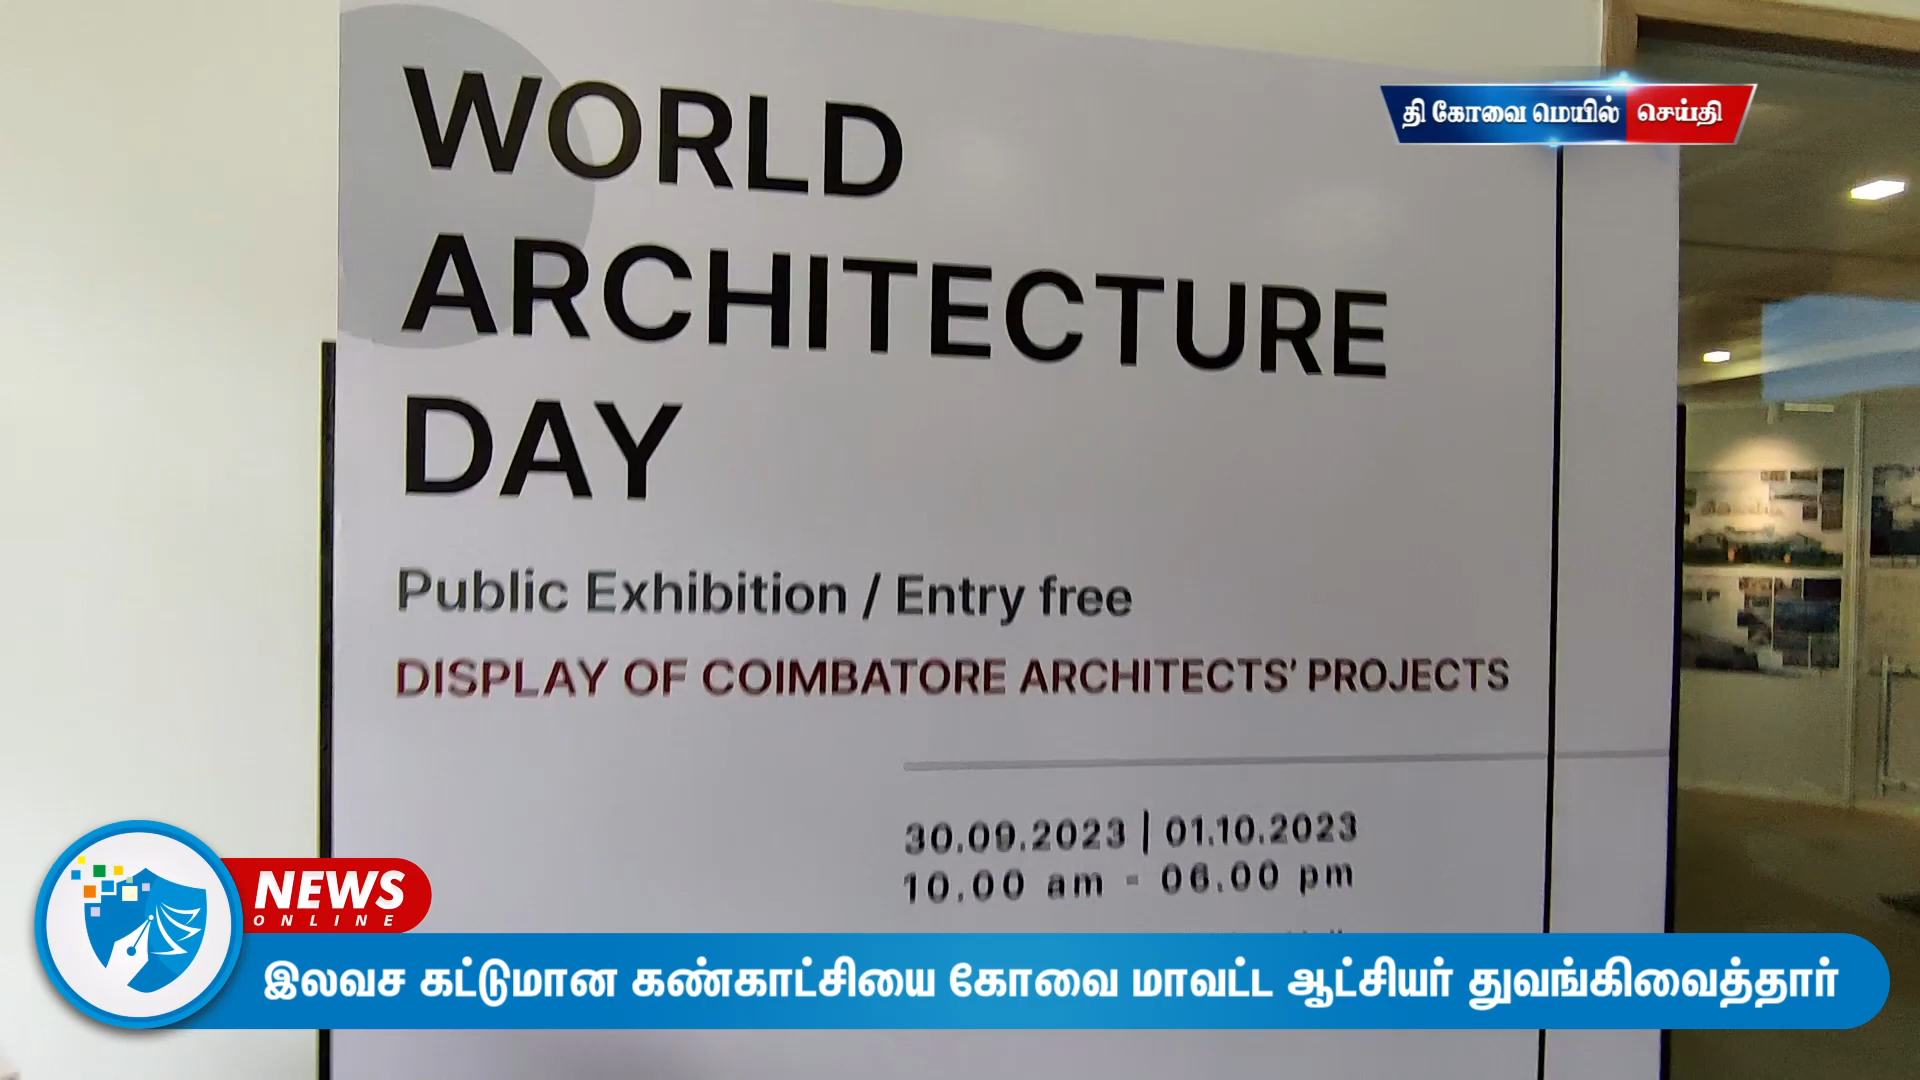 WORLD
ARCHITECTURE
DAY
தி கோவை மெயில் செய்தி
Public Exhibition / Entry free
DISPLAY OF COIMBATORE ARCHITECTS' PROJECTS
30.09.2023 | 01.10.2023
10.00 am - 06.00 pm
NEWS
ONLINE
இலவச கட்டுமான கண்காட்சியை கோவை மாவட்ட ஆட்சியர் துவங்கிவைத்தார்